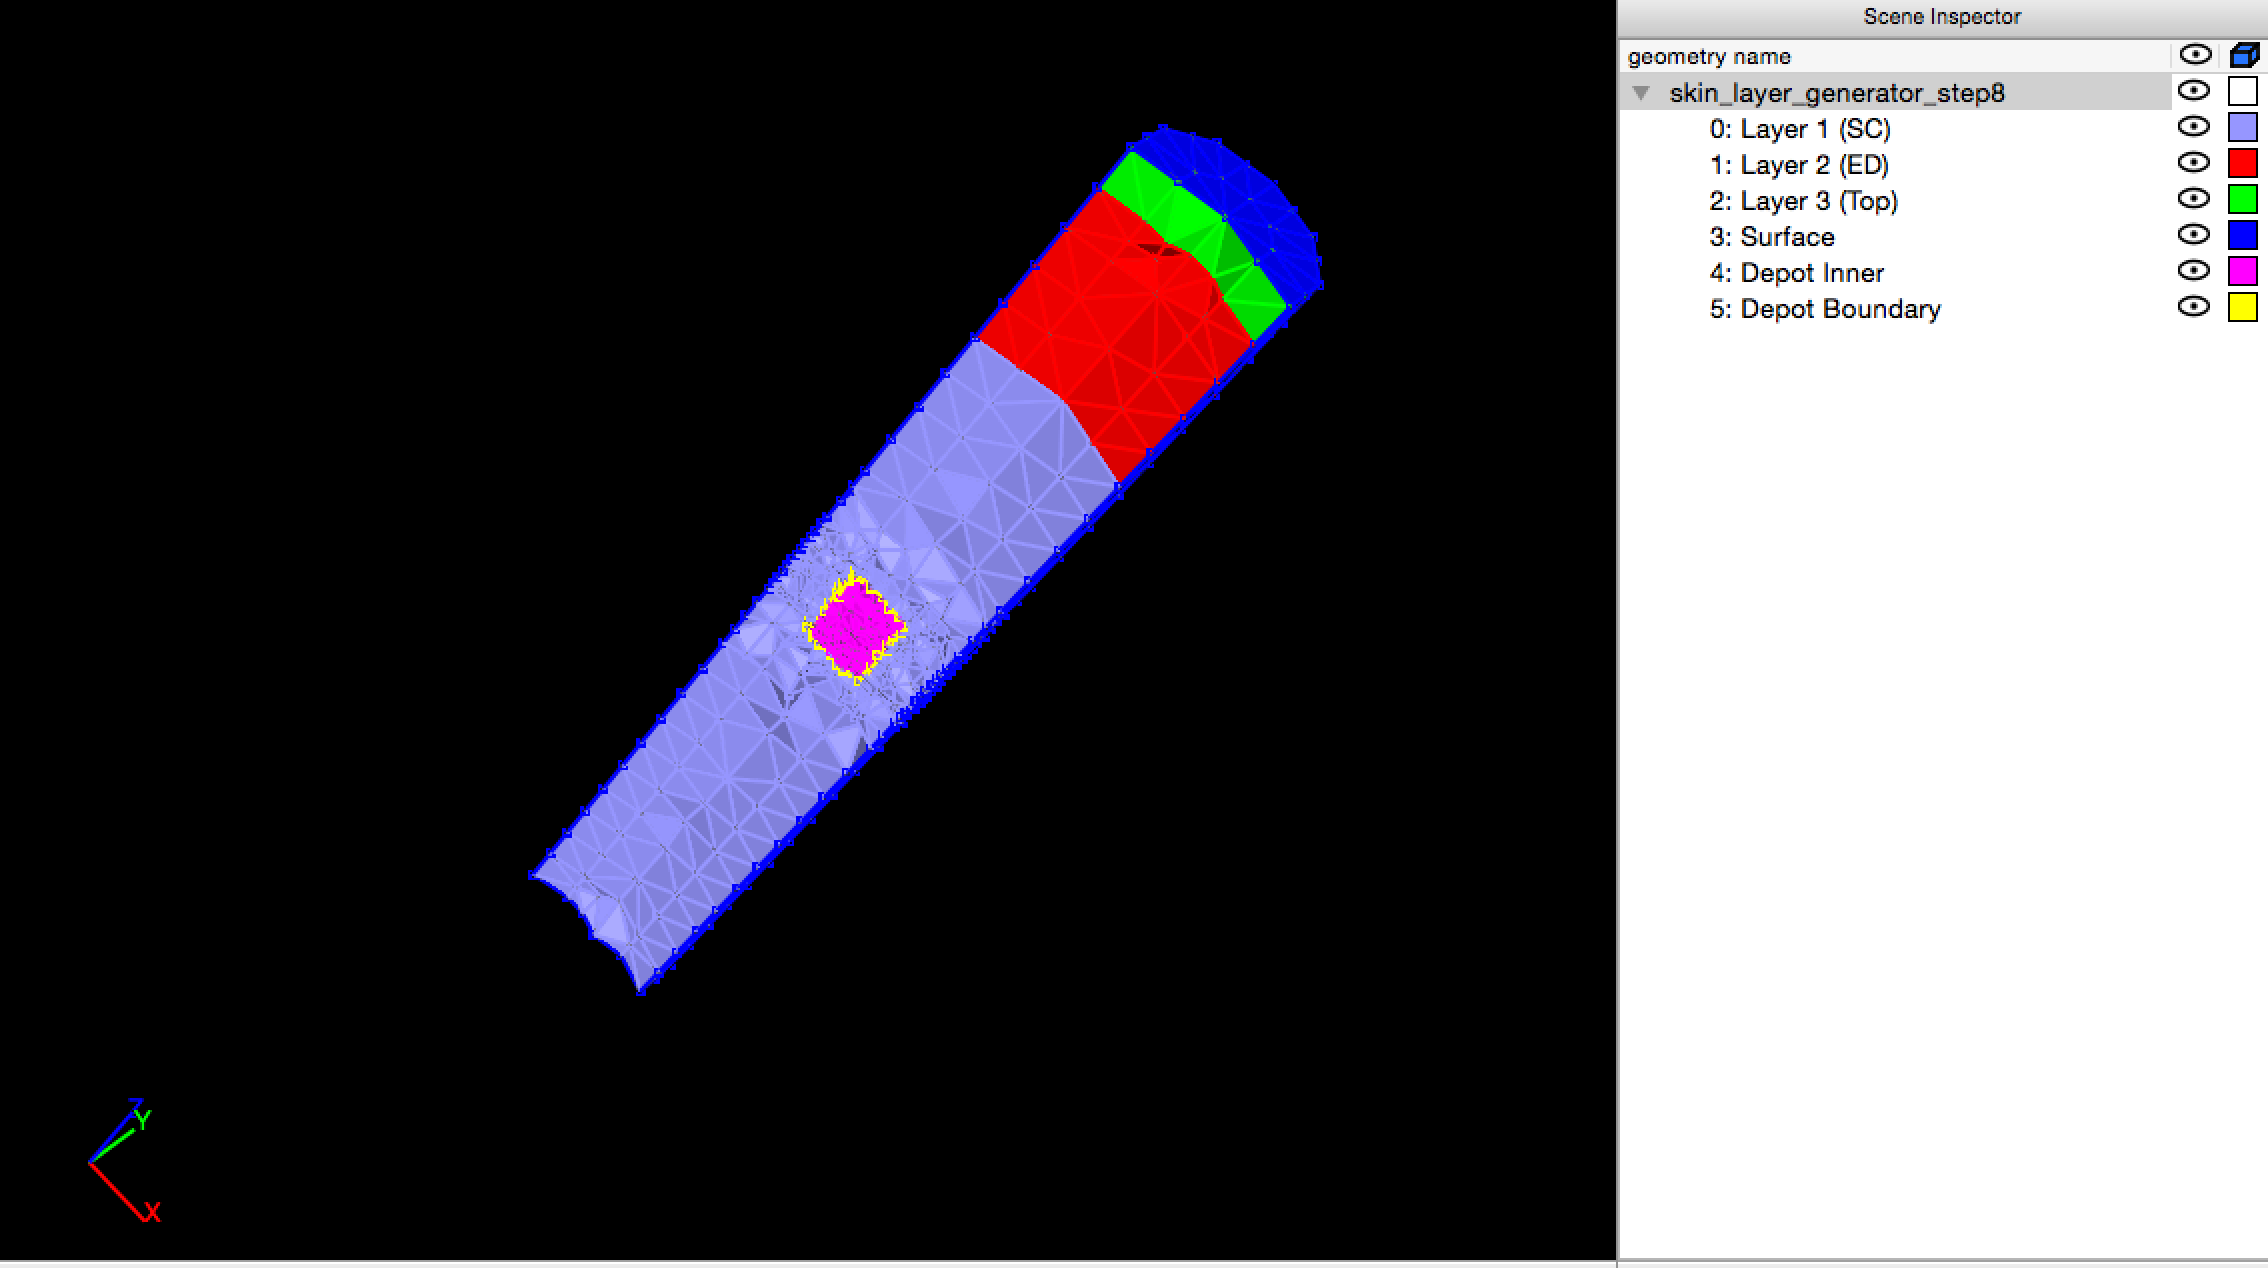 Scene Inspector
geometry name
skin_layer_generator_step8
0: Layer 1 (SC)
1: Layer 2 (ED)
2: Layer 3 (Top)
3: Surface
4: Depot Inner
5: Depot Boundary
Z
Y
X